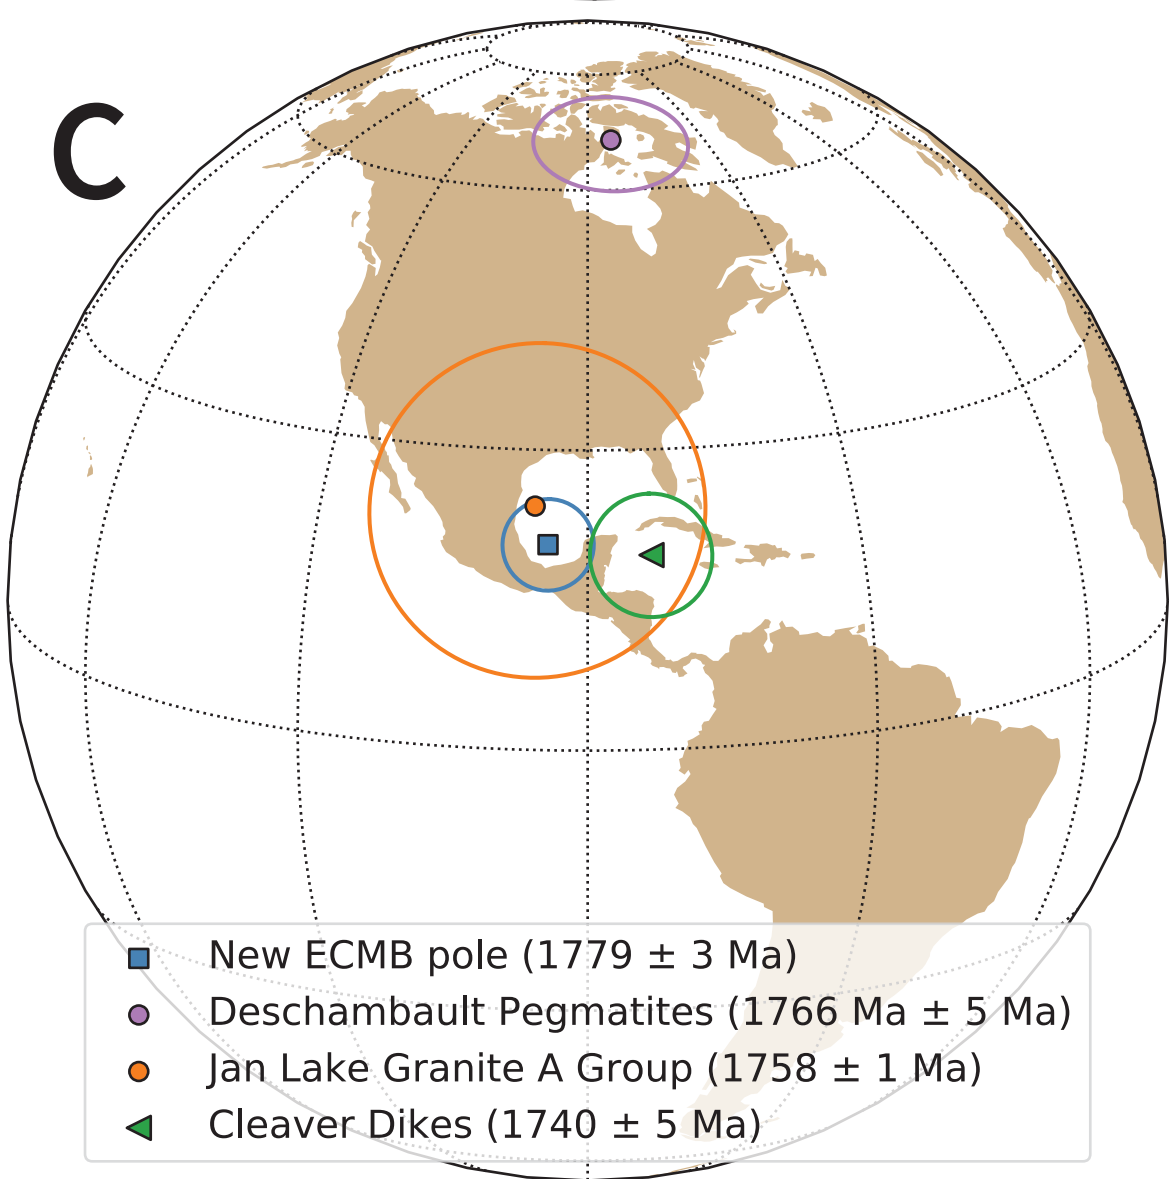 C
New ECMB pole (1779 ± 3 Ma)
Deschambault Pegmatites (1766 Ma ± 5 Ma)
Jan Lake Granite A Group (1758 ± 1 Ma)
Cleaver Dikes (1740 ± 5 Ma)